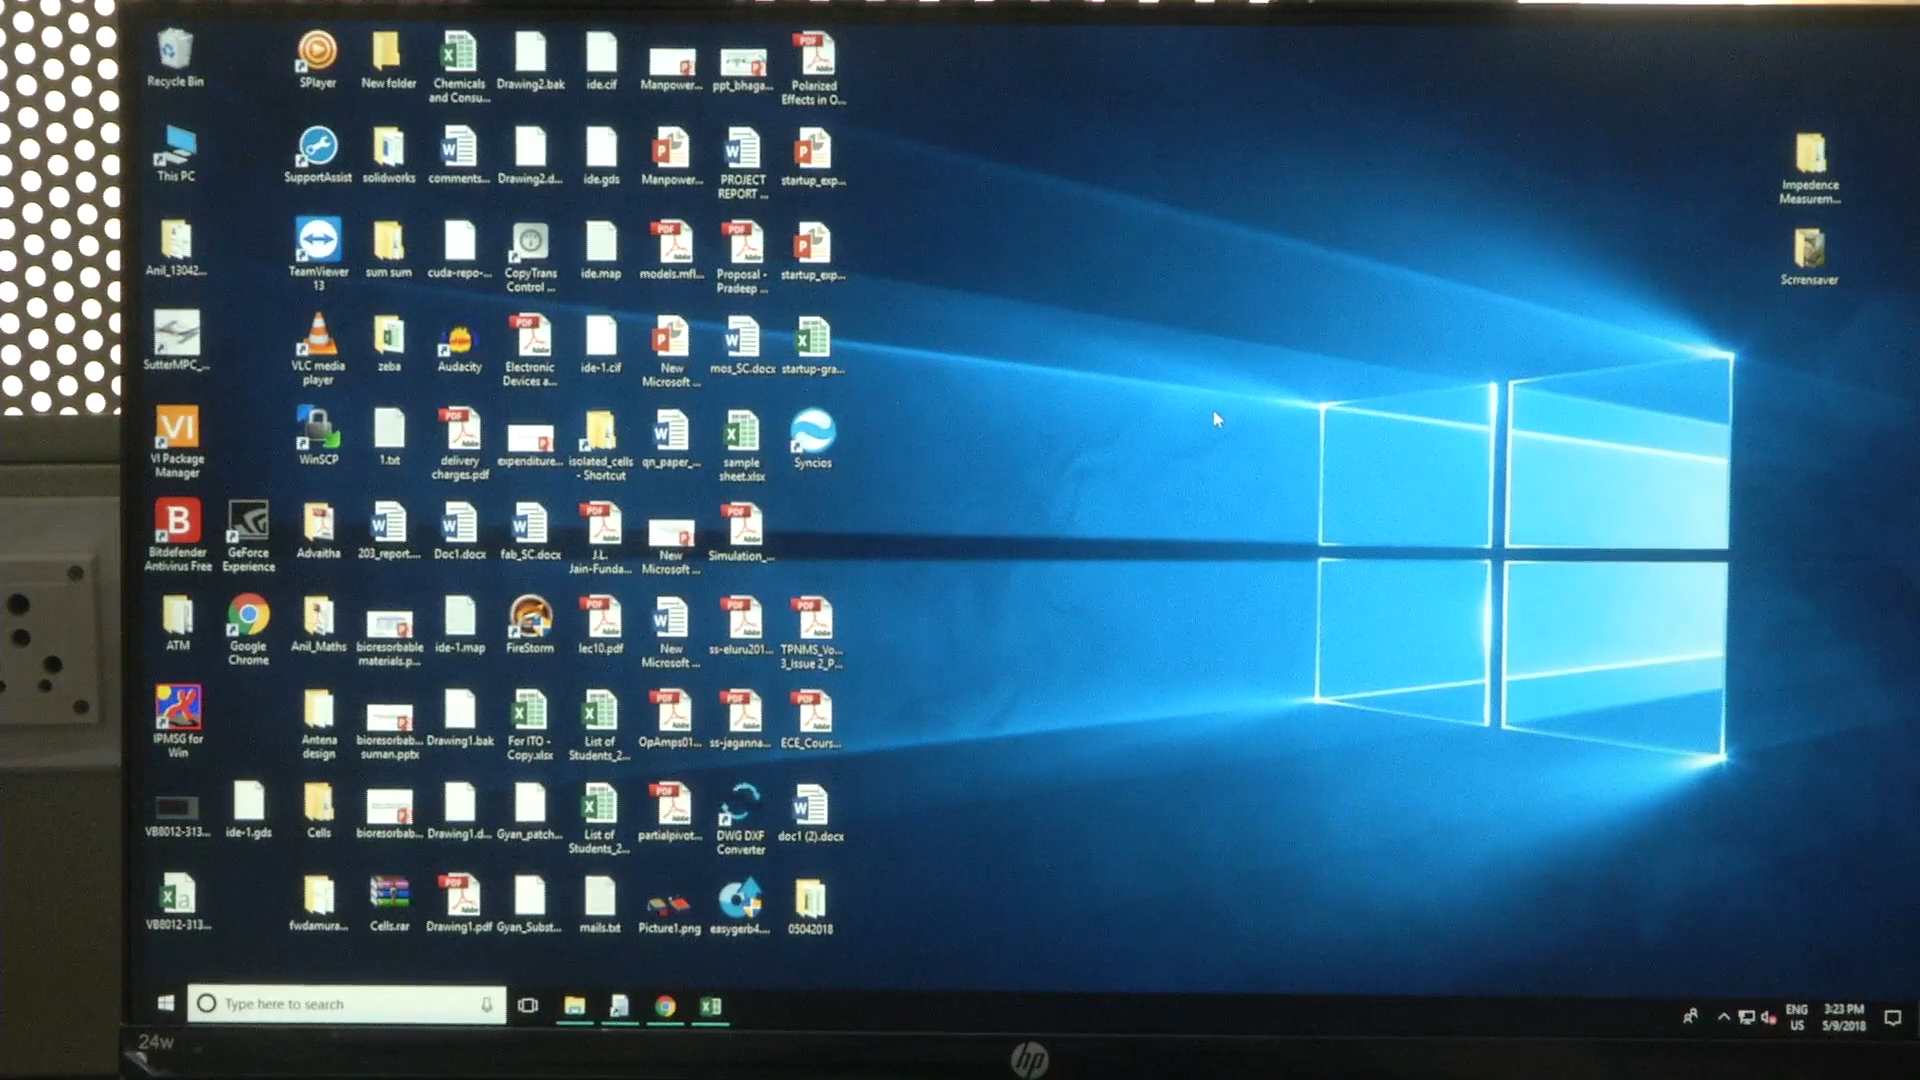 Recycle Bin
SPlayer
New folder
Chemicals
and Consu...
Drawing2.bak
ide.cif
Manpower...
ppt_bhaga...
Polarized
Effects in O...
This PC
SupportAssist
solidworks
comments...
Drawing2.d...
ide.gds
Manpower...
PROJECT
REPORT ...
startup_exp...
Impedence
Measurem...
Anil_13042...
TeamViewer
13
sum sum
cuda-repo-...
CopyTrans
Control ...
ide.map
models.mfl...
Proposal -
Pradeep ...
startup_exp...
Scrrensaver
SutterMPC_...
VLC media
player
zeba
Audacity
Electronic
Devices a...
ide-1.cif
New
Microsoft ...
mos_SC.docx
startup-gra...
VI
VI Package
Manager
WinSCP
1.txt
delivery
charges.pdf
expenditure...
isolated_cells
- Shortcut
qn_paper_...
sample
sheet.xlsx
Syncios
B
Bitdefender
Antivirus Free
GeForce
Experience
Advaitha
203_report....
Doc1.docx
fab_SC.docx
J.L.
Jain-Funda...
New
Microsoft ...
Simulation_...
ATM
Google
Chrome
Anil_Maths
bioresorbable
materials.p...
ide-1.map
FireStorm
lec10.pdf
New
Microsoft ...
ss-eluru201...
TPNMS_Vo...
3_Issue 2_P...
IPMSG for
Win
Antena
design
bioresorbab...
suman.pptx
Drawing1.bak
For ITO -
Copy.xlsx
List of
Students_2...
OpAmps01...
ss-jaganna...
ECE_Cours...
VB8012-313...
ide-1.gds
Cells
bioresorbab...
Drawing1.d...
Gyan_patch...
List of
Students_2...
partialpivot...
DWG DXF
Converter
doc1 (2).docx
VB8012-313...
fwdamura...
Cells.rar
Drawing1.pdf
Gyan_Subst...
mails.txt
Picture1.png
easygerb4....
05042018
Type here to search
ENG
US
3:23 PM
5/9/2018
24w
hp